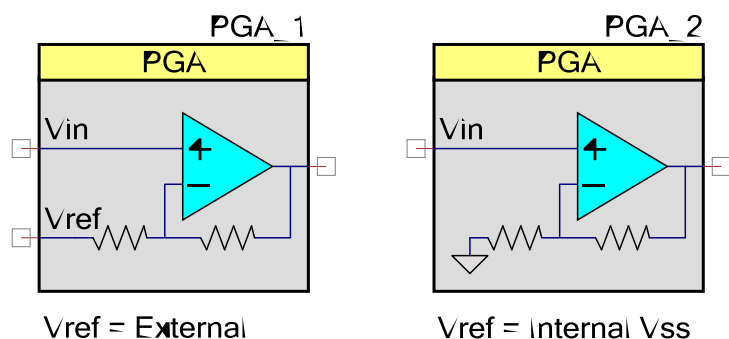 PGA_1
PGA
Vin
Vref
Vref = External
PGA_2
PGA
Vin
Vref = Internal Vss